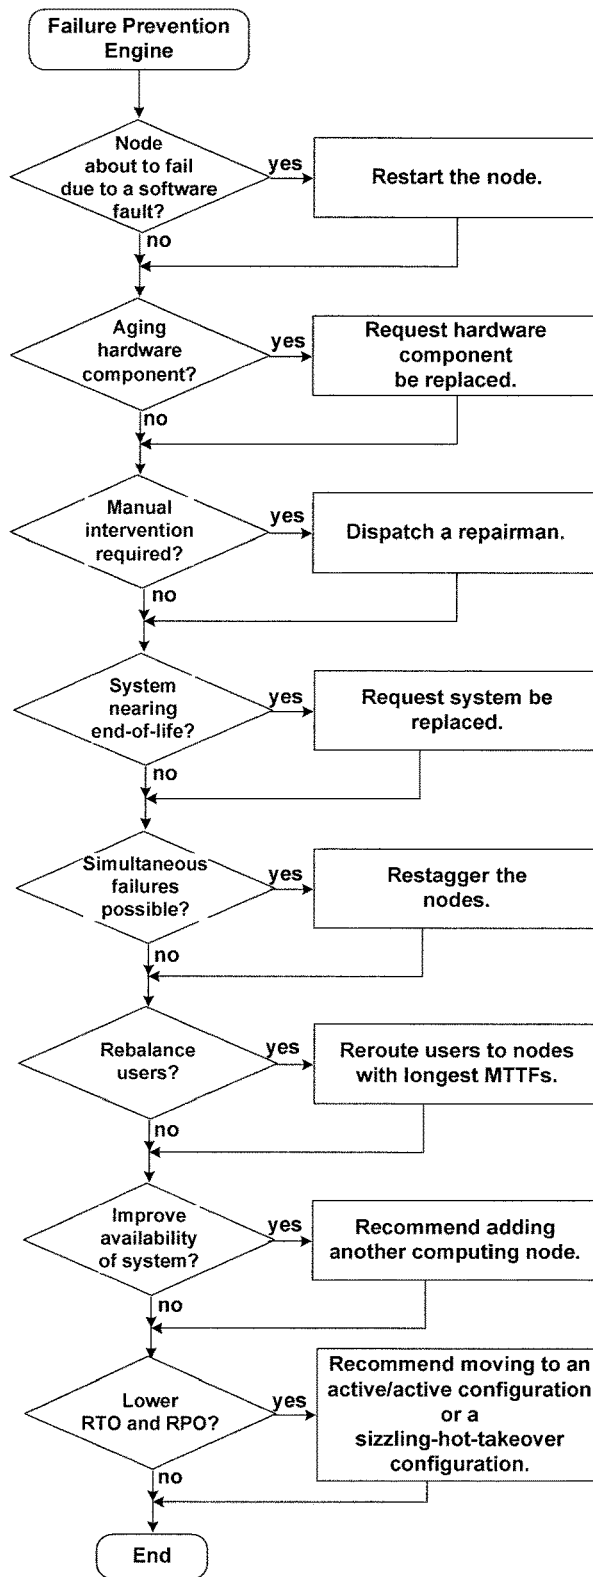 Failure Prevention
Engine
Node
about to fail
due to a software
fault?
yes
Restart the node.
no
Aging
hardware
component?
yes
Request hardware
component
be replaced.
no
Manual
intervention
required?
yes
Dispatch a repairman.
no
System
nearing
end-of-life?
yes
Request system be
replaced.
no
Simultaneous
failures
possible?
yes
Restagger the
nodes.
no
Rebalance
users?
yes
Reroute users to nodes
with longest MTTFs.
no
Improve
availability
of system?
yes
Recommend adding
another computing node.
no
Lower
RTO and RPO?
yes
Recommend moving to an
active/active configuration
or a
sizzling-hot-takeover
configuration.
no
End